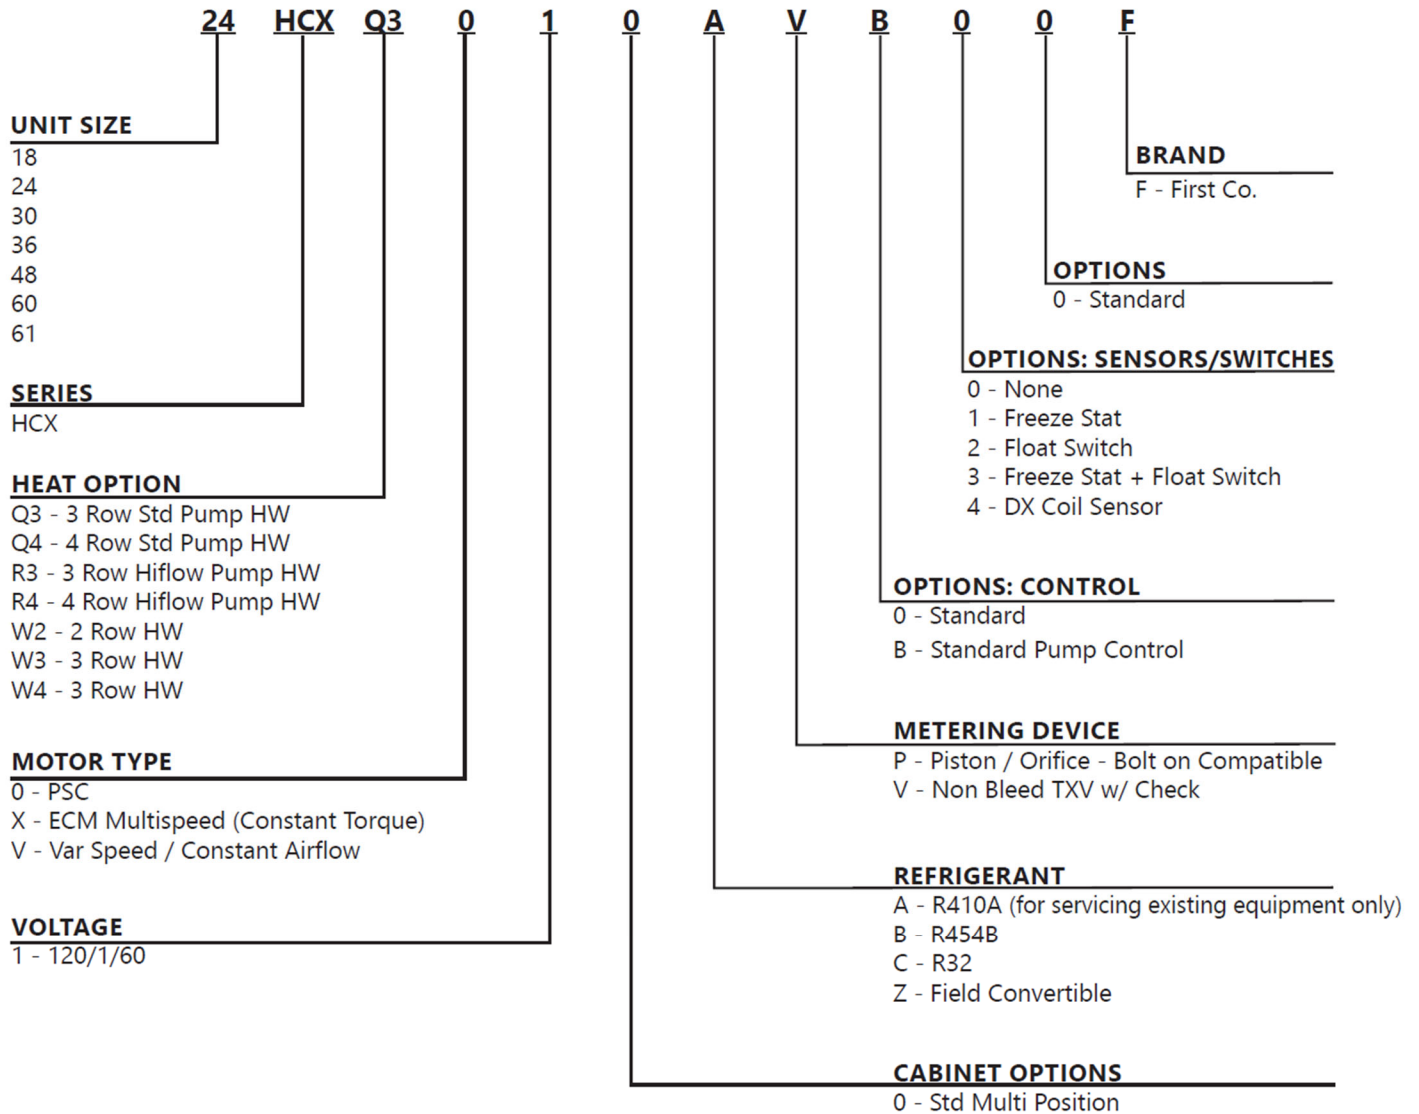 24 HCX Q3 0 1 0 A V B 0 0 F
UNIT SIZE
18
24
30
36
48
60
61
SERIES
HCX
HEAT OPTION
Q3 - 3 Row Std Pump HW
Q4 - 4 Row Std Pump HW
R3 - 3 Row Hiflow Pump HW
R4 - 4 Row Hiflow Pump HW
W2 - 2 Row HW
W3 - 3 Row HW
W4 - 3 Row HW
MOTOR TYPE
0 - PSC
X - ECM Multispeed (Constant Torque)
V - Var Speed / Constant Airflow
VOLTAGE
1 - 120/1/60
BRAND
F - First Co.
OPTIONS
0 - Standard
OPTIONS: SENSORS/SWITCHES
0 - None
1 - Freeze Stat
2 - Float Switch
3 - Freeze Stat + Float Switch
4 - DX Coil Sensor
OPTIONS: CONTROL
0 - Standard
B - Standard Pump Control
METERING DEVICE
P - Piston / Orifice - Bolt on Compatible
V - Non Bleed TXV w/ Check
REFRIGERANT
A - R410A (for servicing existing equipment only)
B - R454B
C - R32
Z - Field Convertible
CABINET OPTIONS
0 - Std Multi Position